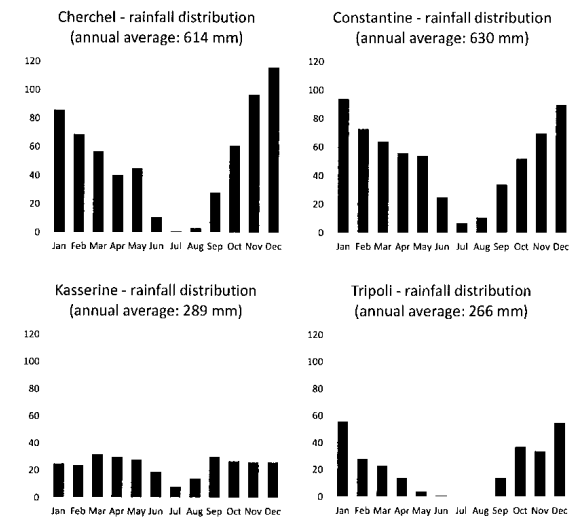 Cherchel - rainfall distribution
(annual average: 614 mm)
120
100
80
60
40
20
0
Jan Feb Mar Apr May Jun Jul Aug Sep Oct Nov Dec
Constantine - rainfall distribution
(annual average: 630 mm)
120
100
80
60
40
20
0
Jan Feb Mar Apr May Jun Jul Aug Sep Oct Nov Dec
Kasserine - rainfall distribution
(annual average: 289 mm)
120
100
80
60
40
20
0
Jan Feb Mar Apr May Jun Jul Aug Sep Oct Nov Dec
Tripoli - rainfall distribution
(annual average: 266 mm)
120
100
80
60
40
20
0
Jan Feb Mar Apr May Jun Jul Aug Sep Oct Nov Dec